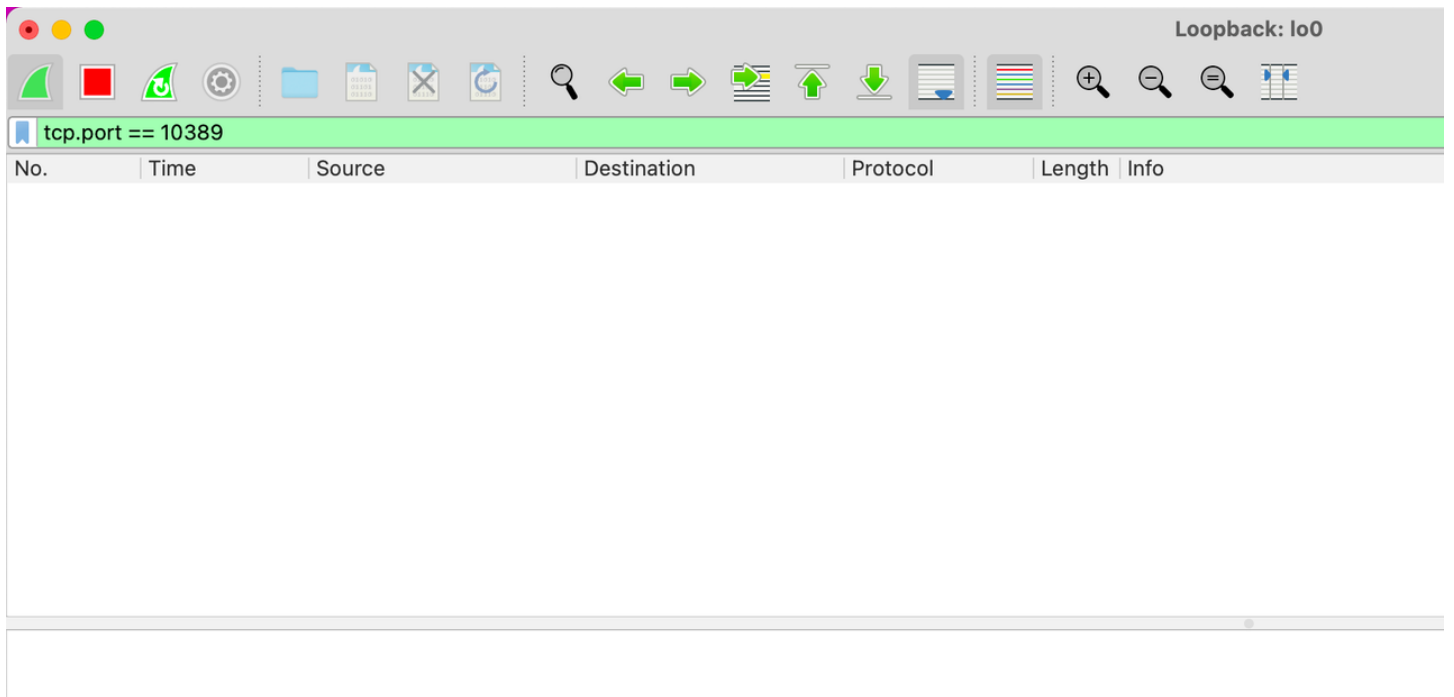 Loopback: lo0
tcp.port == 10389
No. Time Source Destination Protocol Length Info